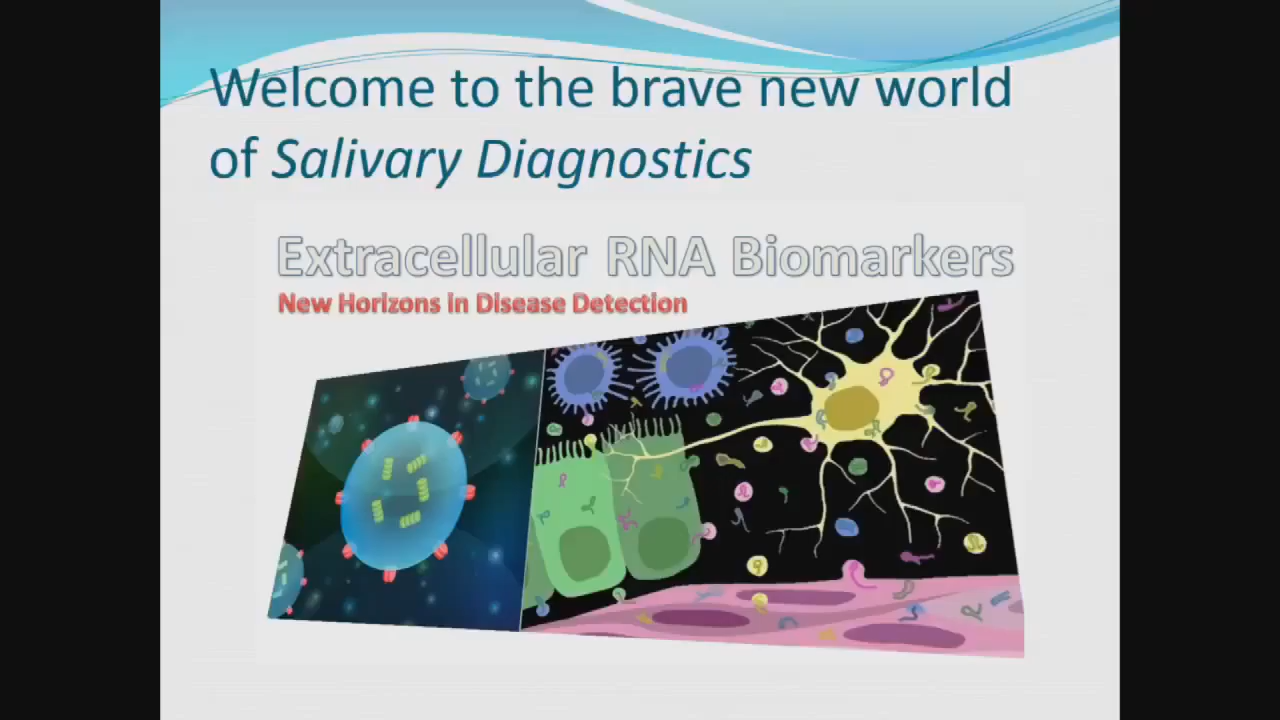 Welcome to the brave new world
of Salivary Diagnostics
Extracellular RNA Biomarkers
New Horizons in Disease Detection